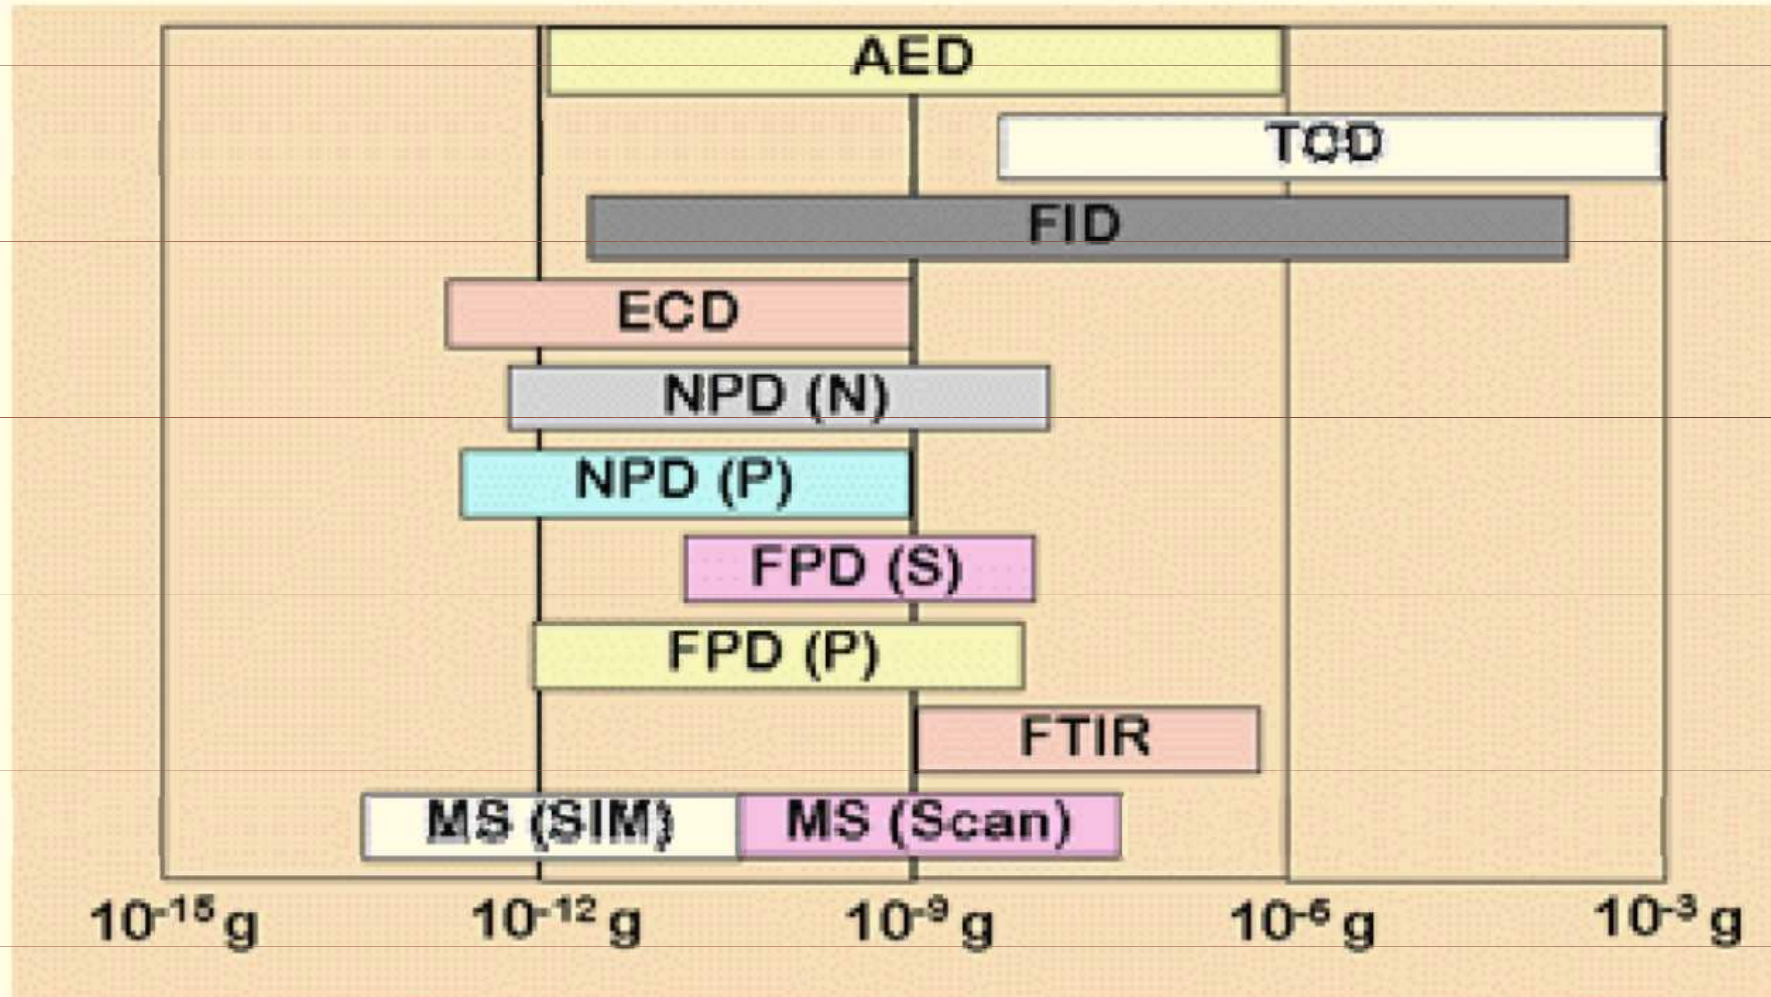 AED
TCD
FID
ECD
NPD (N)
NPD (P)
FPD (S)
FPD (P)
FTIR
MS (SIM) MS (Scan)
10⁻¹⁵ g 10⁻¹² g 10⁻⁹ g 10⁻⁶ g 10⁻³ g